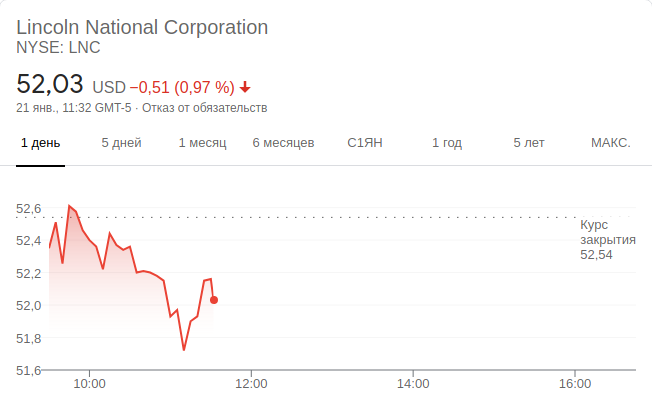 Lincoln National Corporation
NYSE: LNC
52,03 USD −0,51 (0,97 %)
21 янв., 11:32 GMT-5 · Отказ от обязательств
1 день 5 дней 1 месяц 6 месяцев С1ЯН 1 год 5 лет МАКС.
52,6
52,4
52,2
52,0
51,8
51,6
Курс
закрытия
52,54
10:00 12:00 14:00 16:00